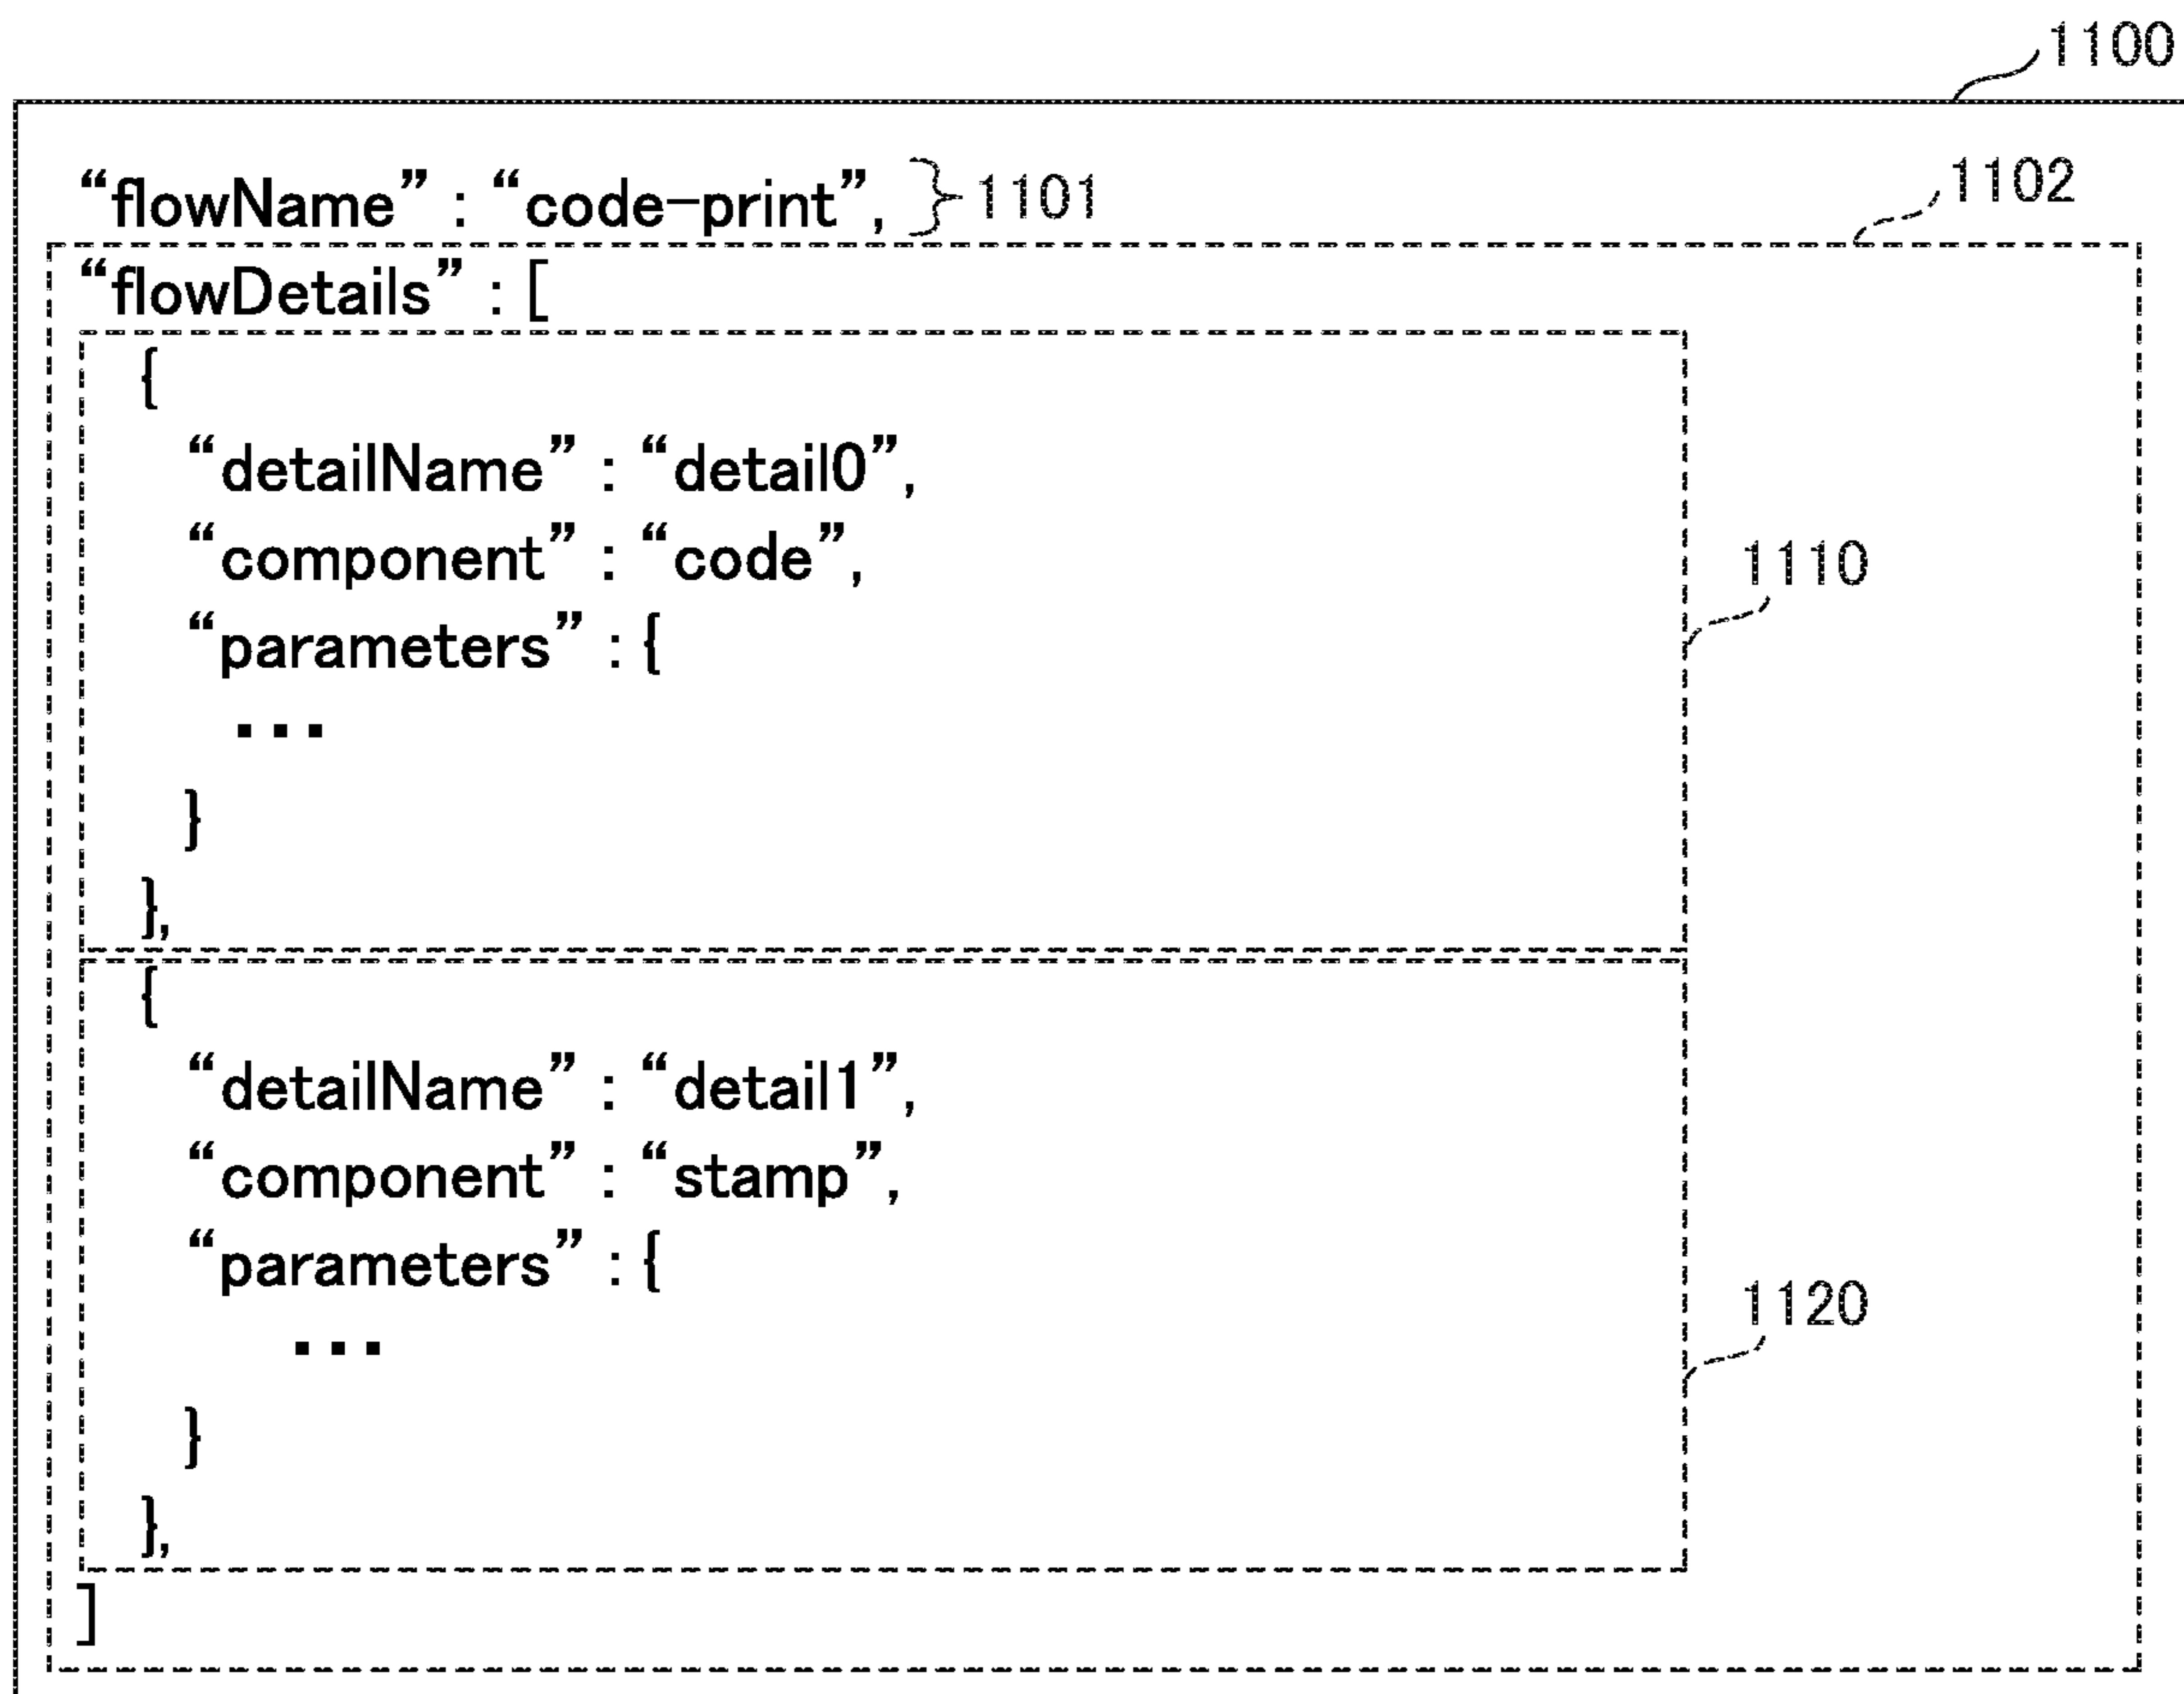 1100
“flowName” : “code-print”, 1101
1102
“flowDetails” : [
{
“detailName” : “detail0”,
“component” : “code”,
1110
“parameters” : {
...
}
},
{
“detailName” : “detail1”,
“component” : “stamp”,
“parameters” : {
1120
...
}
},
]